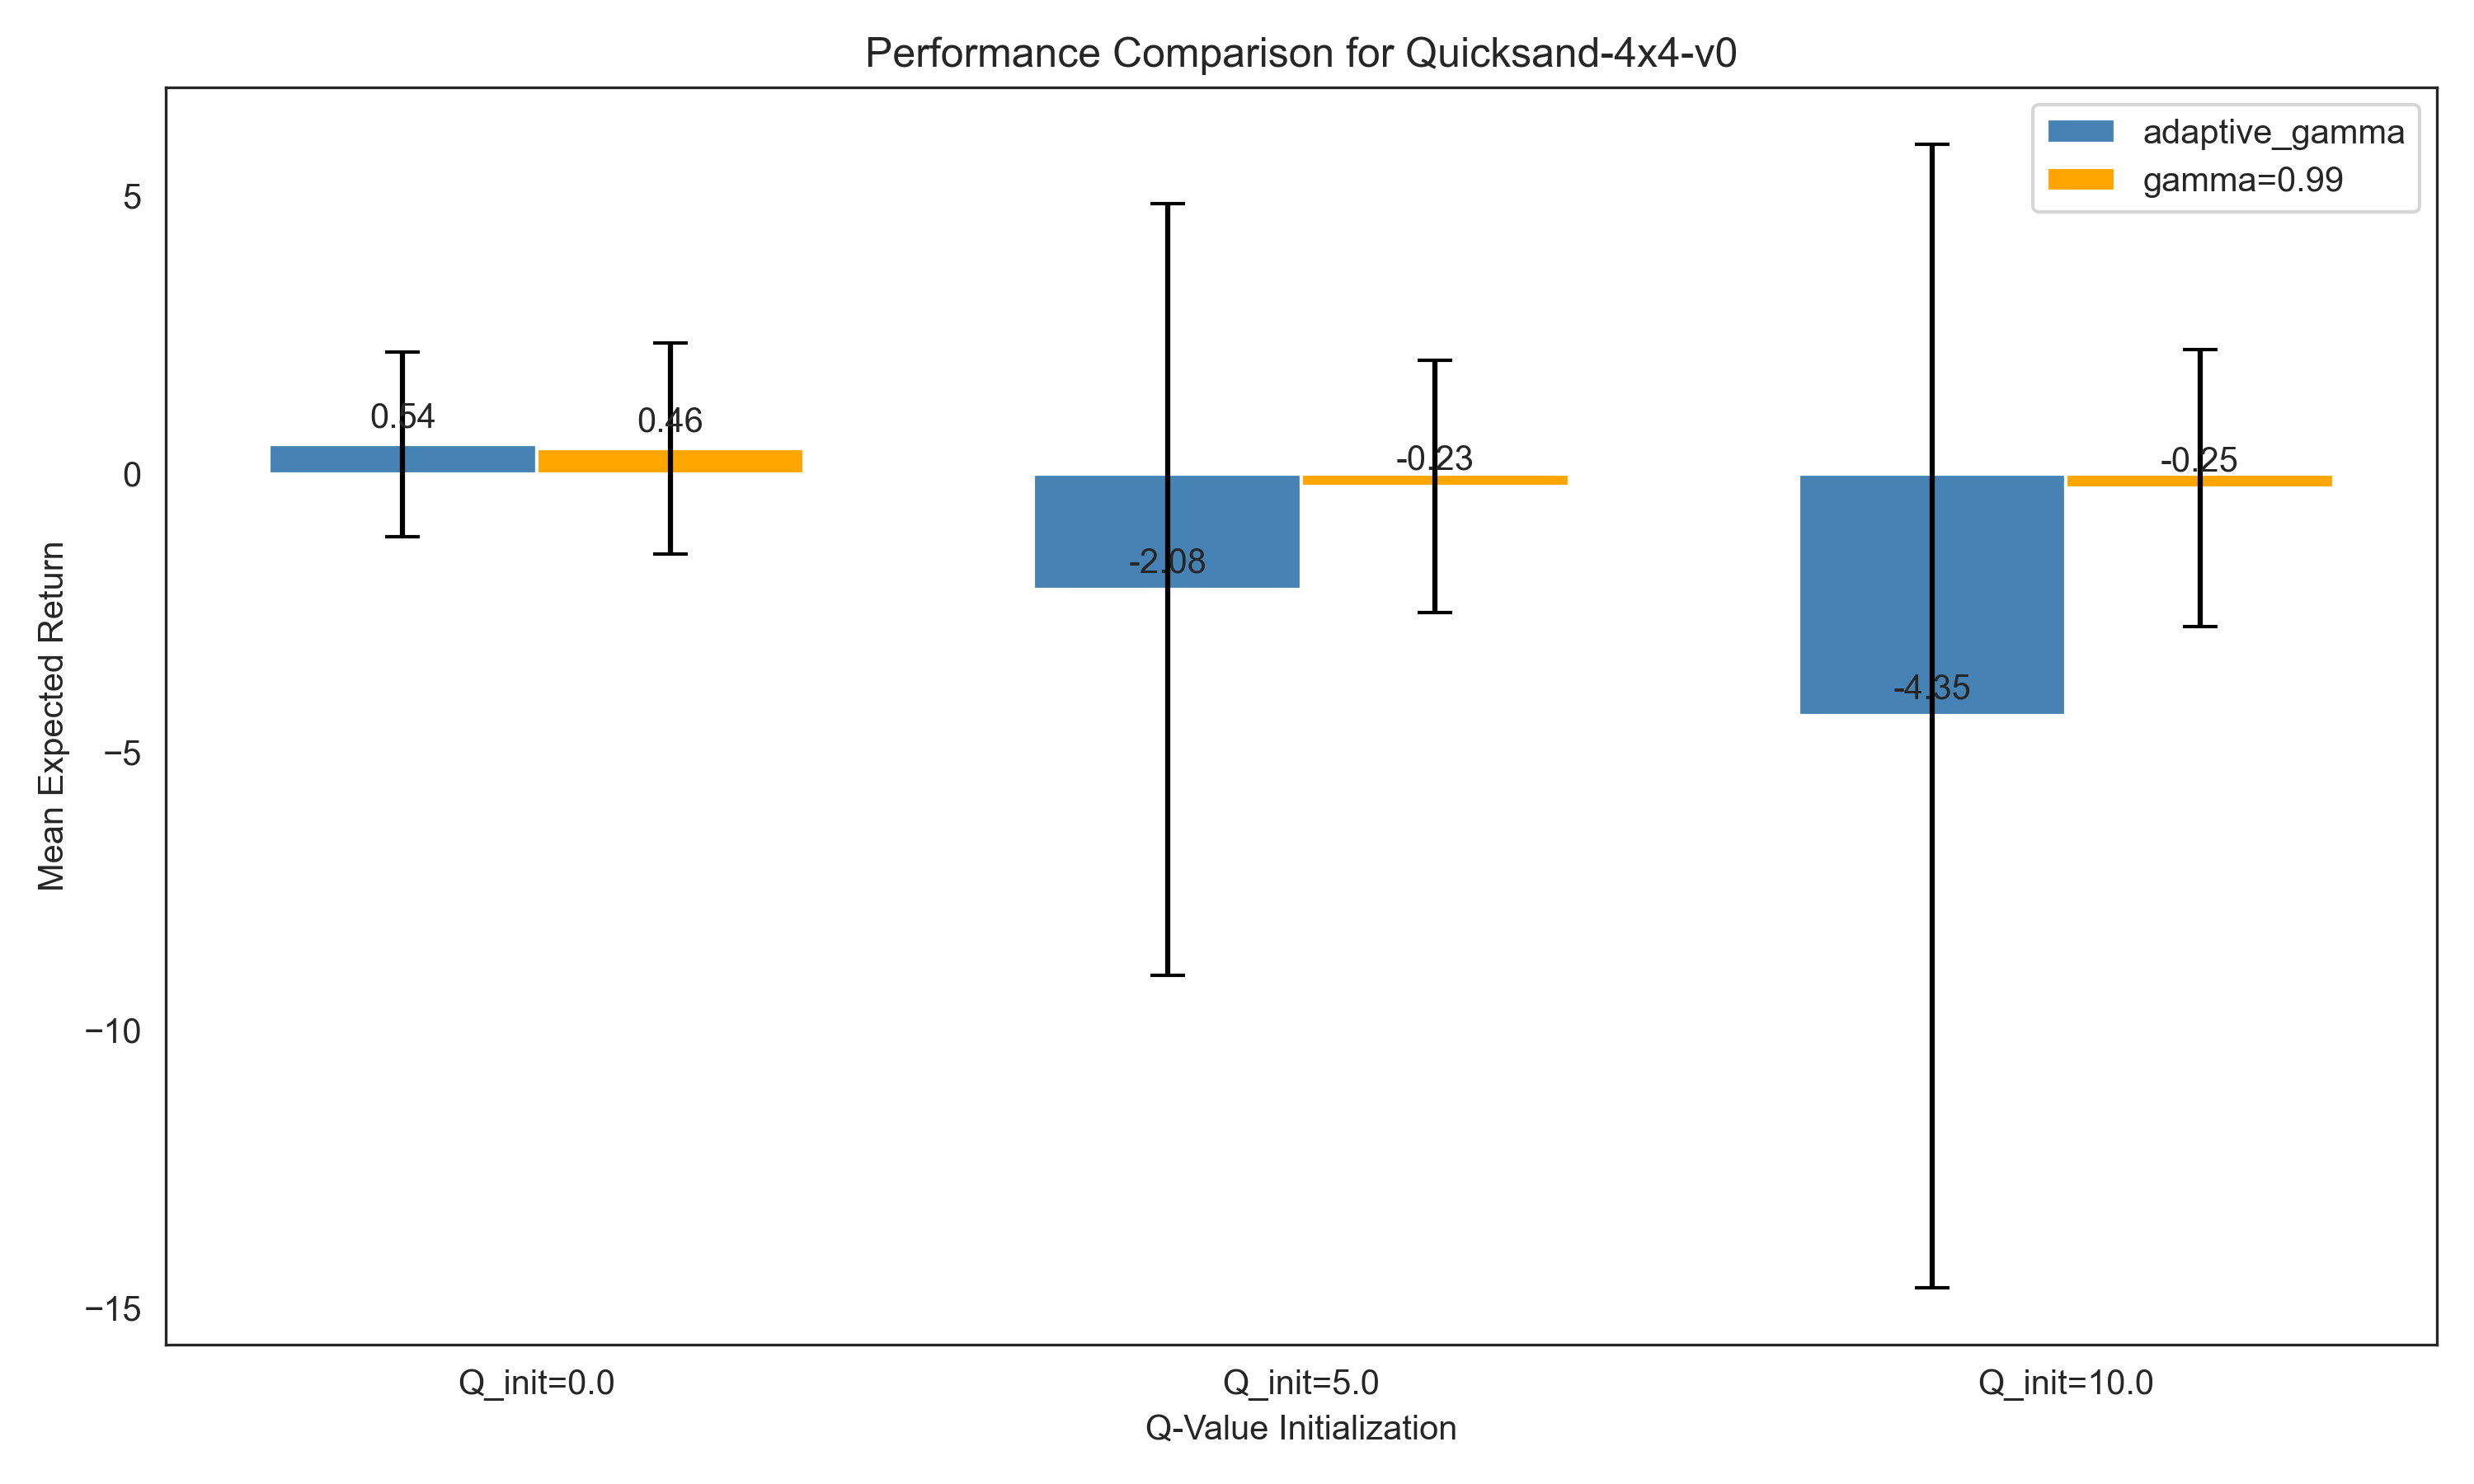 Performance Comparison for Quicksand-4x4-v0
adaptive_gamma
gamma=0.99
Mean Expected Return
5
0
−5
−10
−15
0.54
0.46
-2.08
-0.23
-4.35
-0.25
Q_init=0.0
Q_init=5.0
Q_init=10.0
Q-Value Initialization